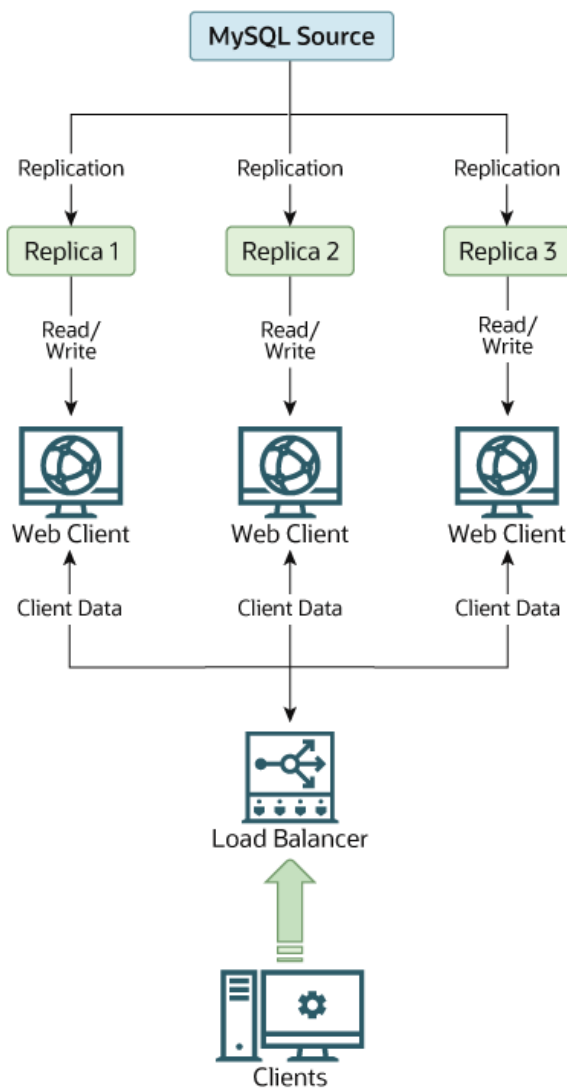 MySQL Source
Replication
Replication
Replication
Replica 1
Replica 2
Replica 3
Read/
Write
Read/
Write
Read/
Write
Web Client
Web Client
Web Client
Client Data
Client Data
Client Data
Load Balancer
Clients